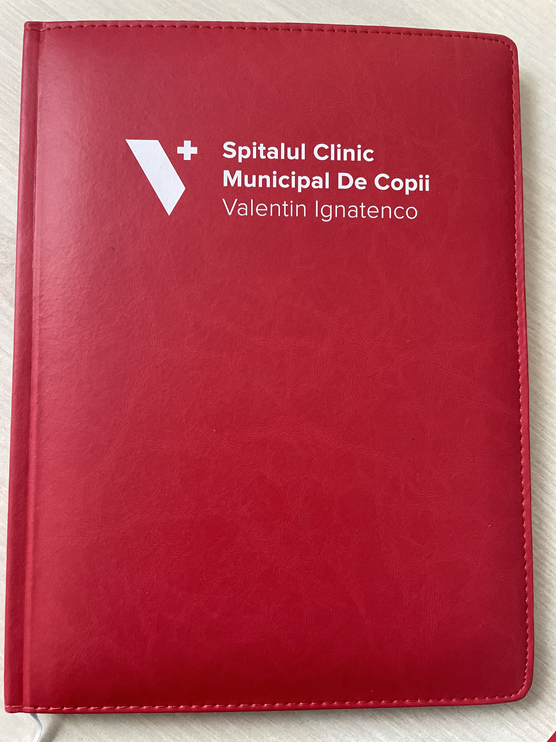 Spitalul Clinic
Municipal De Copii
Valentin Ignatenco